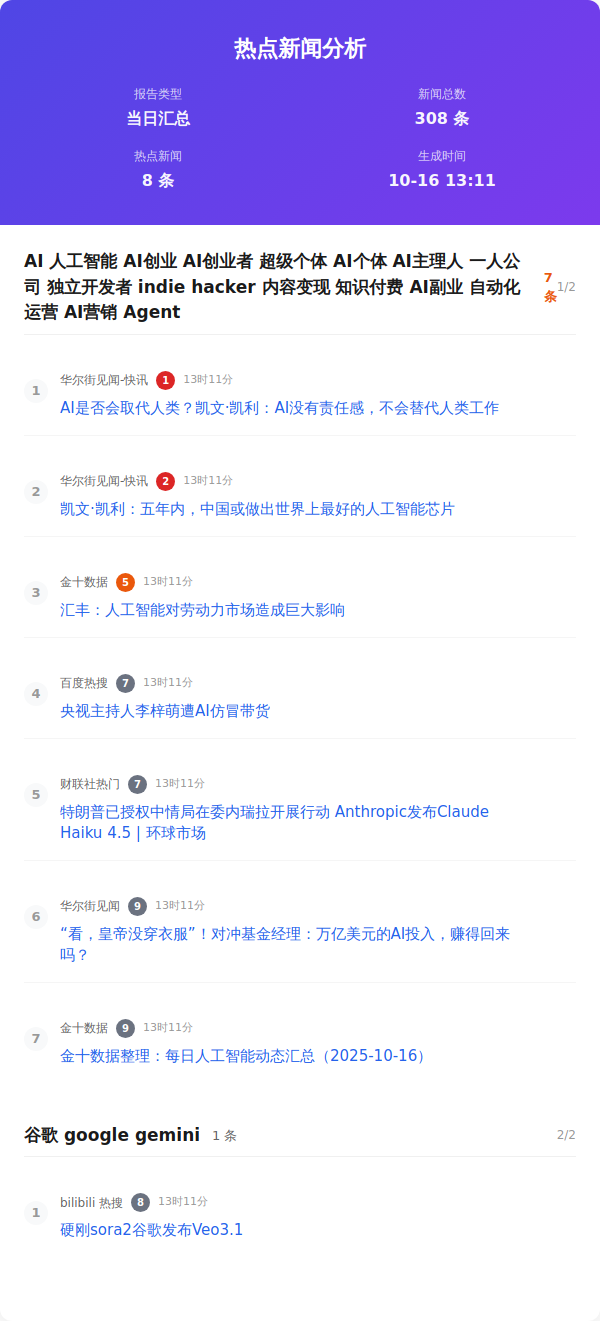 热点新闻分析
报告类型
当日汇总
新闻总数
308 条
热点新闻
8 条
生成时间
10-16 13:11
AI 人工智能 AI创业 AI创业者 超级个体 AI个体 AI主理人 一人公
司 独立开发者 indie hacker 内容变现 知识付费 AI副业 自动化
运营 AI营销 Agent
7
条
1/2
1
华尔街见闻-快讯 1 13时11分
AI是否会取代人类？凯文·凯利：AI没有责任感，不会替代人类工作
2
华尔街见闻-快讯 2 13时11分
凯文·凯利：五年内，中国或做出世界上最好的人工智能芯片
3
金十数据 5 13时11分
汇丰：人工智能对劳动力市场造成巨大影响
4
百度热搜 7 13时11分
央视主持人李梓萌遭AI仿冒带货
5
财联社热门 7 13时11分
特朗普已授权中情局在委内瑞拉开展行动 Anthropic发布Claude
Haiku 4.5 | 环球市场
6
华尔街见闻 9 13时11分
“看，皇帝没穿衣服”！对冲基金经理：万亿美元的AI投入，赚得回来
吗？
7
金十数据 9 13时11分
金十数据整理：每日人工智能动态汇总（2025-10-16）
谷歌 google gemini 1 条 2/2
1
bilibili 热搜 8 13时11分
硬刚sora2谷歌发布Veo3.1